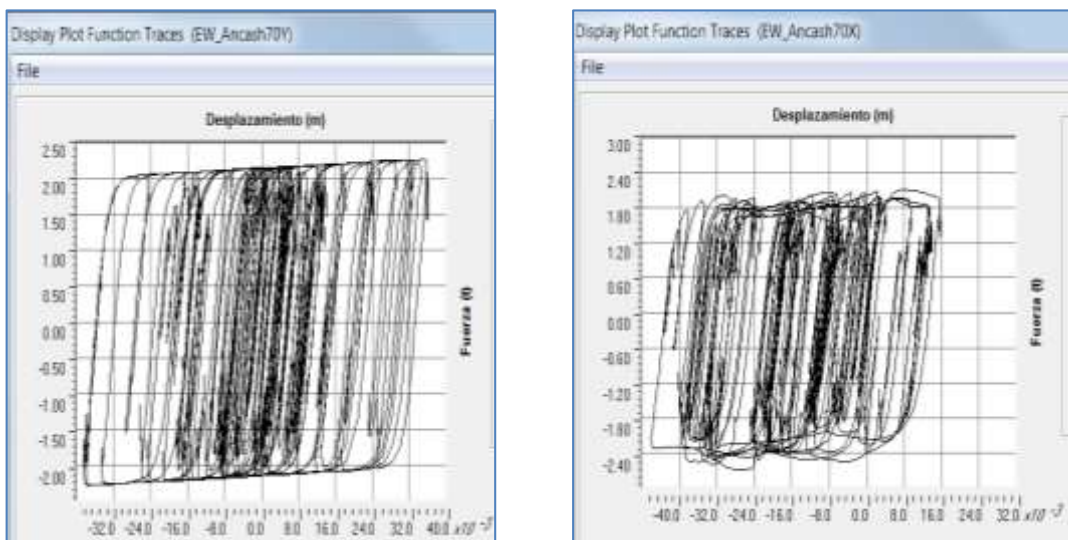 Display Plot Function Traces (EW_Ancash70Y)
File
Desplazamiento (m)
2.50
2.00
1.50
1.00
0.50
0.00
-0.50
-1.00
-1.50
-2.00
Fuerza (t)
-32.0 -24.0 -16.0 -8.0 0.0 8.0 16.0 24.0 32.0 40.0 x10 -3
Display Plot Function Traces (EW_Ancash70X)
File
Desplazamiento (m)
3.00
2.40
1.80
1.20
0.60
0.00
-0.60
-1.20
-1.80
-2.40
Fuerza (t)
-40.0 -32.0 -24.0 -16.0 -8.0 0.0 8.0 16.0 24.0 32.0 x10 -3